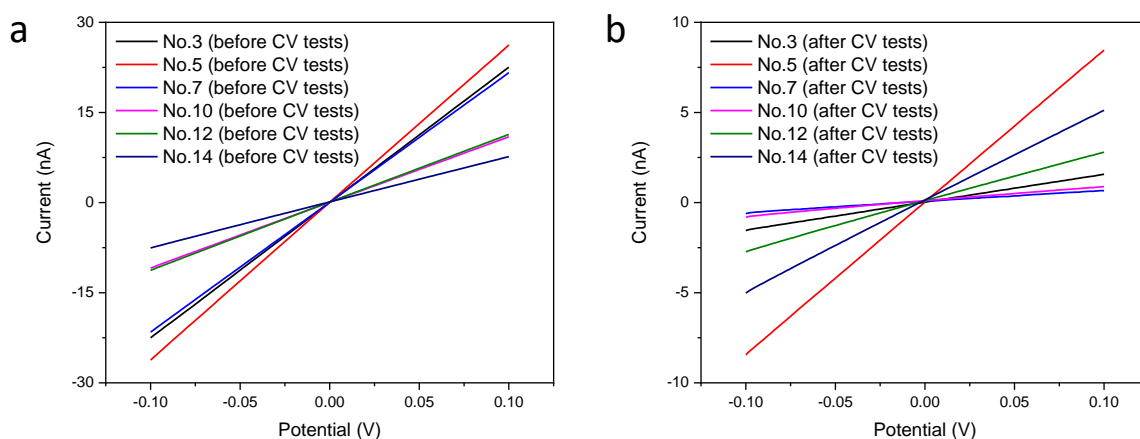 a
30
15
0
-15
-30
Current (nA)
No.3 (before CV tests)
No.5 (before CV tests)
No.7 (before CV tests)
No.10 (before CV tests)
No.12 (before CV tests)
No.14 (before CV tests)
-0.10 -0.05 0.00 0.05 0.10
Potential (V)
b
10
5
0
-5
-10
Current (nA)
No.3 (after CV tests)
No.5 (after CV tests)
No.7 (after CV tests)
No.10 (after CV tests)
No.12 (after CV tests)
No.14 (after CV tests)
-0.10 -0.05 0.00 0.05 0.10
Potential (V)